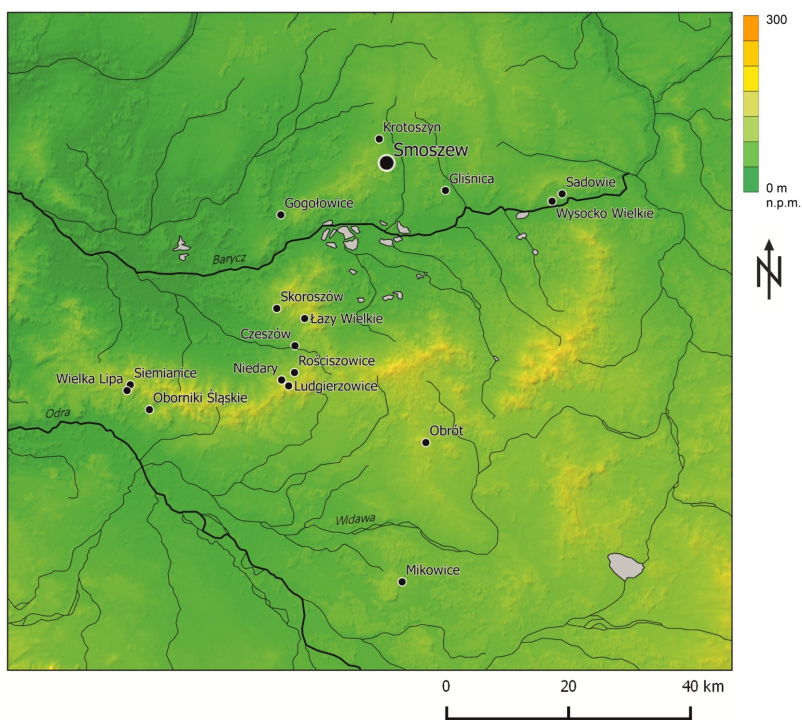 300
0 m
n.p.m.
N
Krotoszyn
Smoszew
Gliśnica
Sadowie
Wysocko Wielkie
Gogołowice
Barycz
Skoroszów
Łazy Wielkie
Czeszów
Rościszowice
Niedary
Ludgierzowice
Wielka Lipa
Siemianice
Oborniki Śląskie
Odra
Obrót
Widawa
Mikowice
0 20 40 km